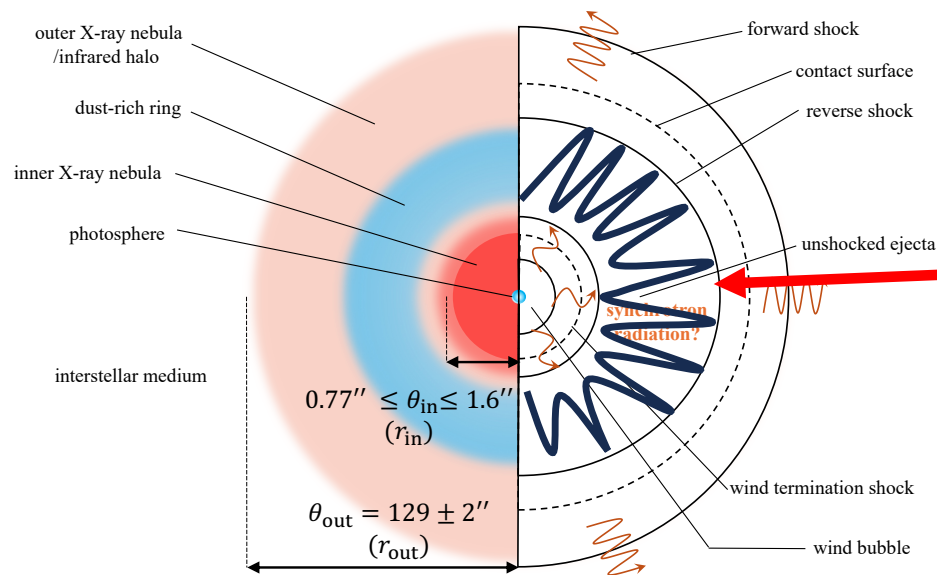 outer X-ray nebula
/infrared halo
dust-rich ring
inner X-ray nebula
photosphere
interstellar medium
0.77′′ ≤ θin ≤ 1.6′′
(rin)
θout = 129 ± 2′′
(rout)
forward shock
contact surface
reverse shock
unshocked ejecta
synchrotron
radiation?
wind termination shock
wind bubble